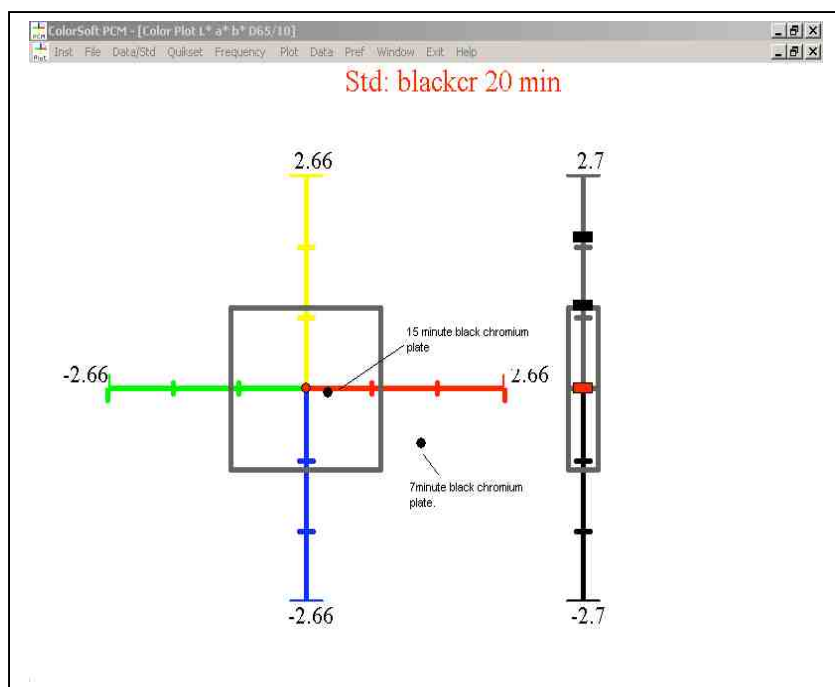 ColorSoft PCM - [Color Plot L* a* b* D65/10]
Inst File Data/Std Quikset Frequency Plot Data Pref Window Exit Help
Std: blackcr 20 min
2.66
2.7
15 minute black chromium
plate
-2.66
2.66
7minute black chromium
plate.
-2.66
-2.7